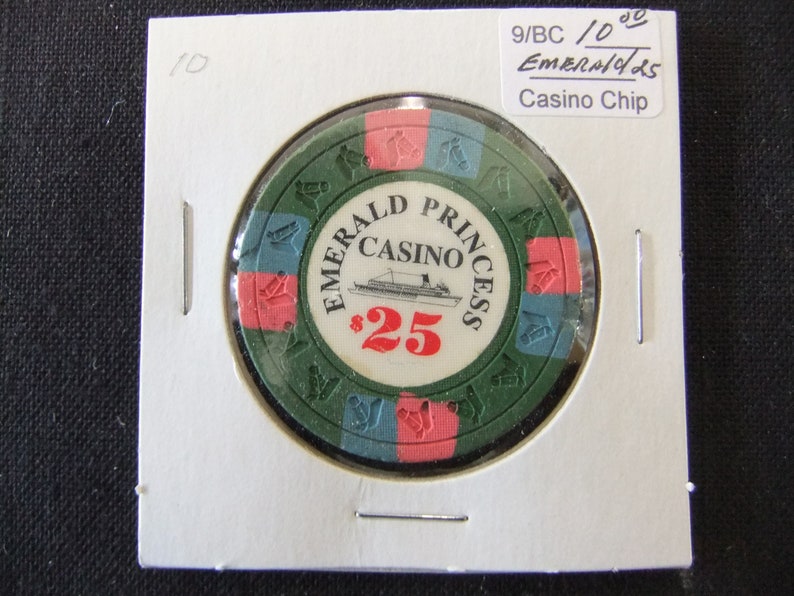 10
9/BC 10.00
EMERALD 25
Casino Chip
EMERALD PRINCESS
CASINO
$25